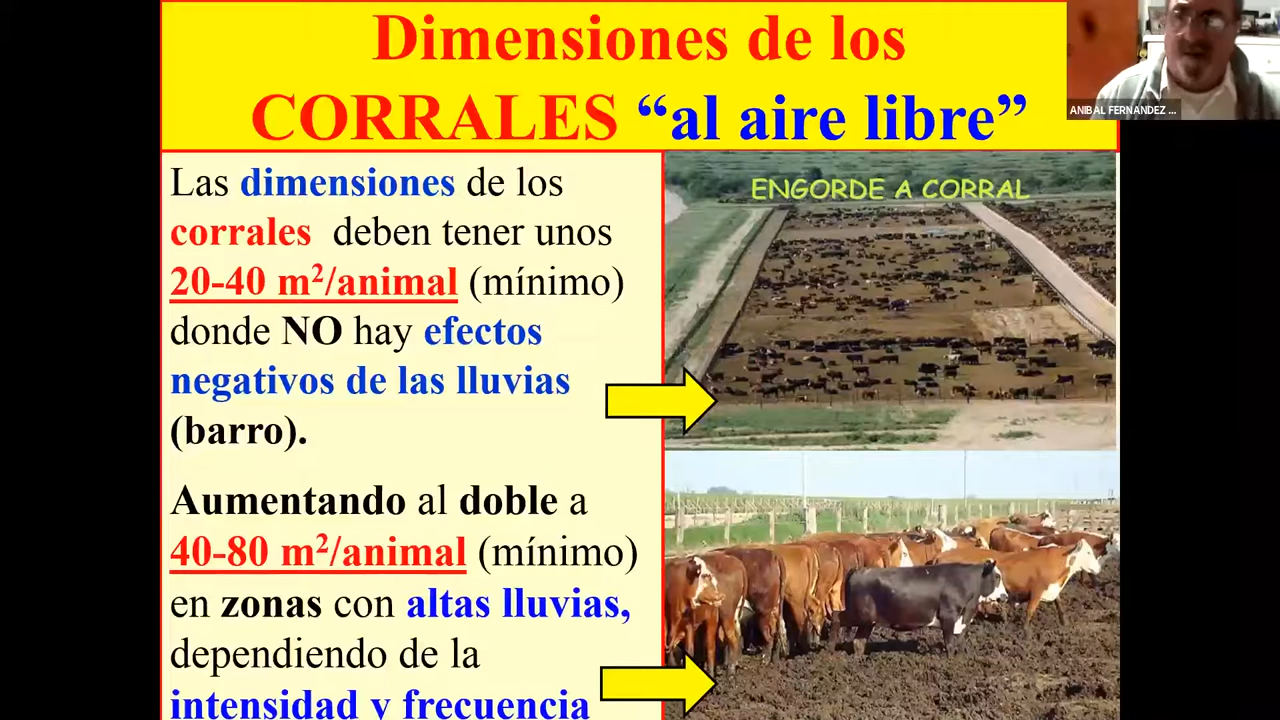 Dimensiones de los
CORRALES “al aire libre”
ANIBAL FERNANDEZ ...
Las dimensiones de los
corrales deben tener unos
20-40 m²/animal (mínimo)
donde NO hay efectos
negativos de las lluvias
(barro).
Aumentando al doble a
40-80 m²/animal (mínimo)
en zonas con altas lluvias,
dependiendo de la
intensidad y frecuencia
ENGORDE A CORRAL